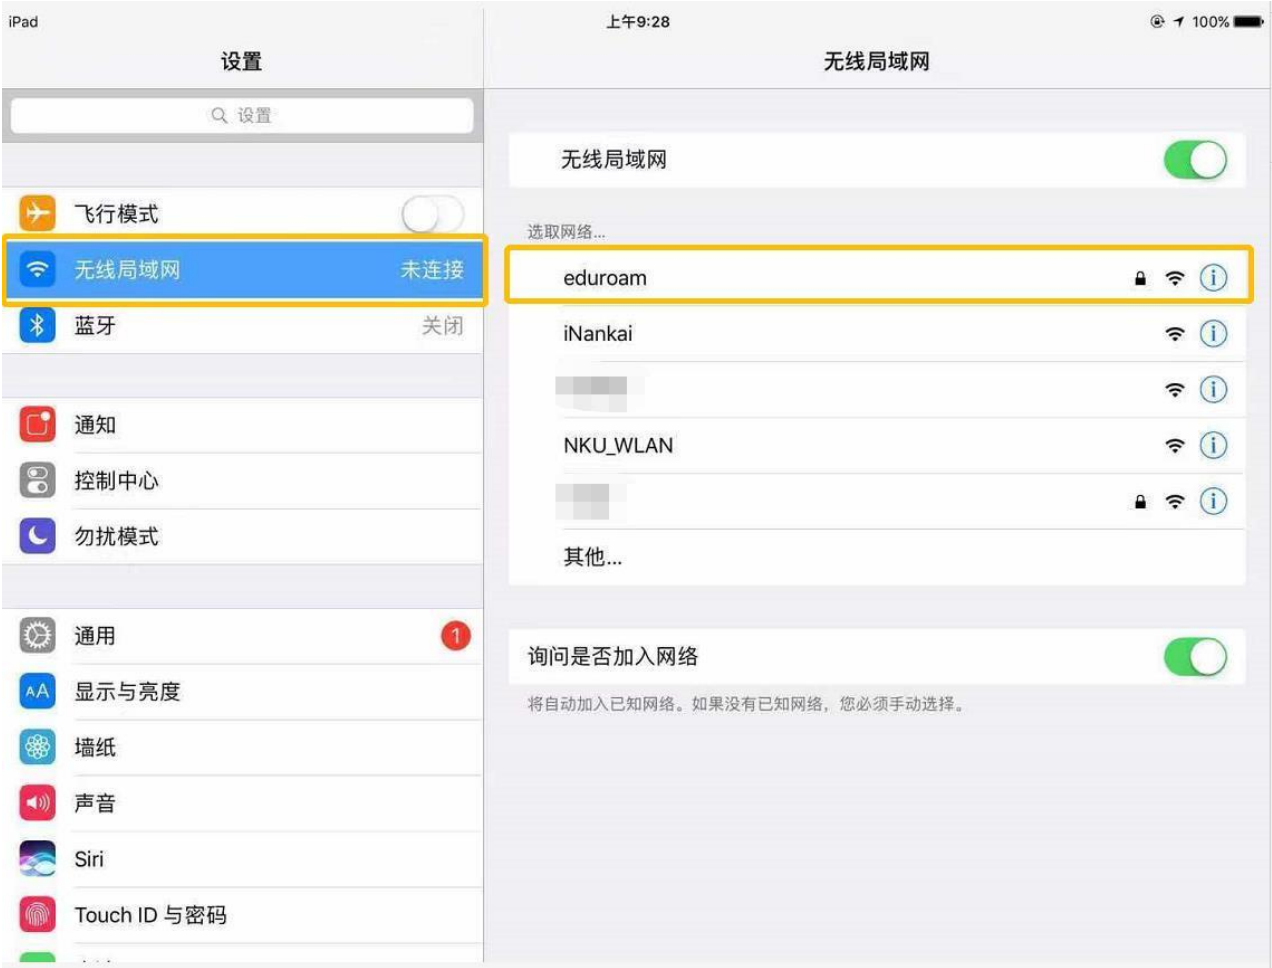 iPad
上午9:28
100%
设置
无线局域网
设置
飞行模式
无线局域网
未连接
蓝牙
关闭
通知
控制中心
勿扰模式
通用
1
显示与亮度
墙纸
声音
Siri
Touch ID 与密码
无线局域网
选取网络...
eduroam
iNankai
NKU_WLAN
其他...
询问是否加入网络
将自动加入已知网络。如果没有已知网络，您必须手动选择。